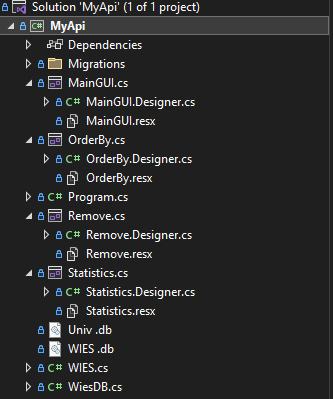 Solution 'MyApi' (1 of 1 project)
C# MyApi
Dependencies
Migrations
MainGUI.cs
C# MainGUI.Designer.cs
MainGUI.resx
OrderBy.cs
C# OrderBy.Designer.cs
OrderBy.resx
C# Program.cs
Remove.cs
C# Remove.Designer.cs
Remove.resx
Statistics.cs
C# Statistics.Designer.cs
Statistics.resx
Univ .db
WIES .db
C# WIES.cs
C# WiesDB.cs